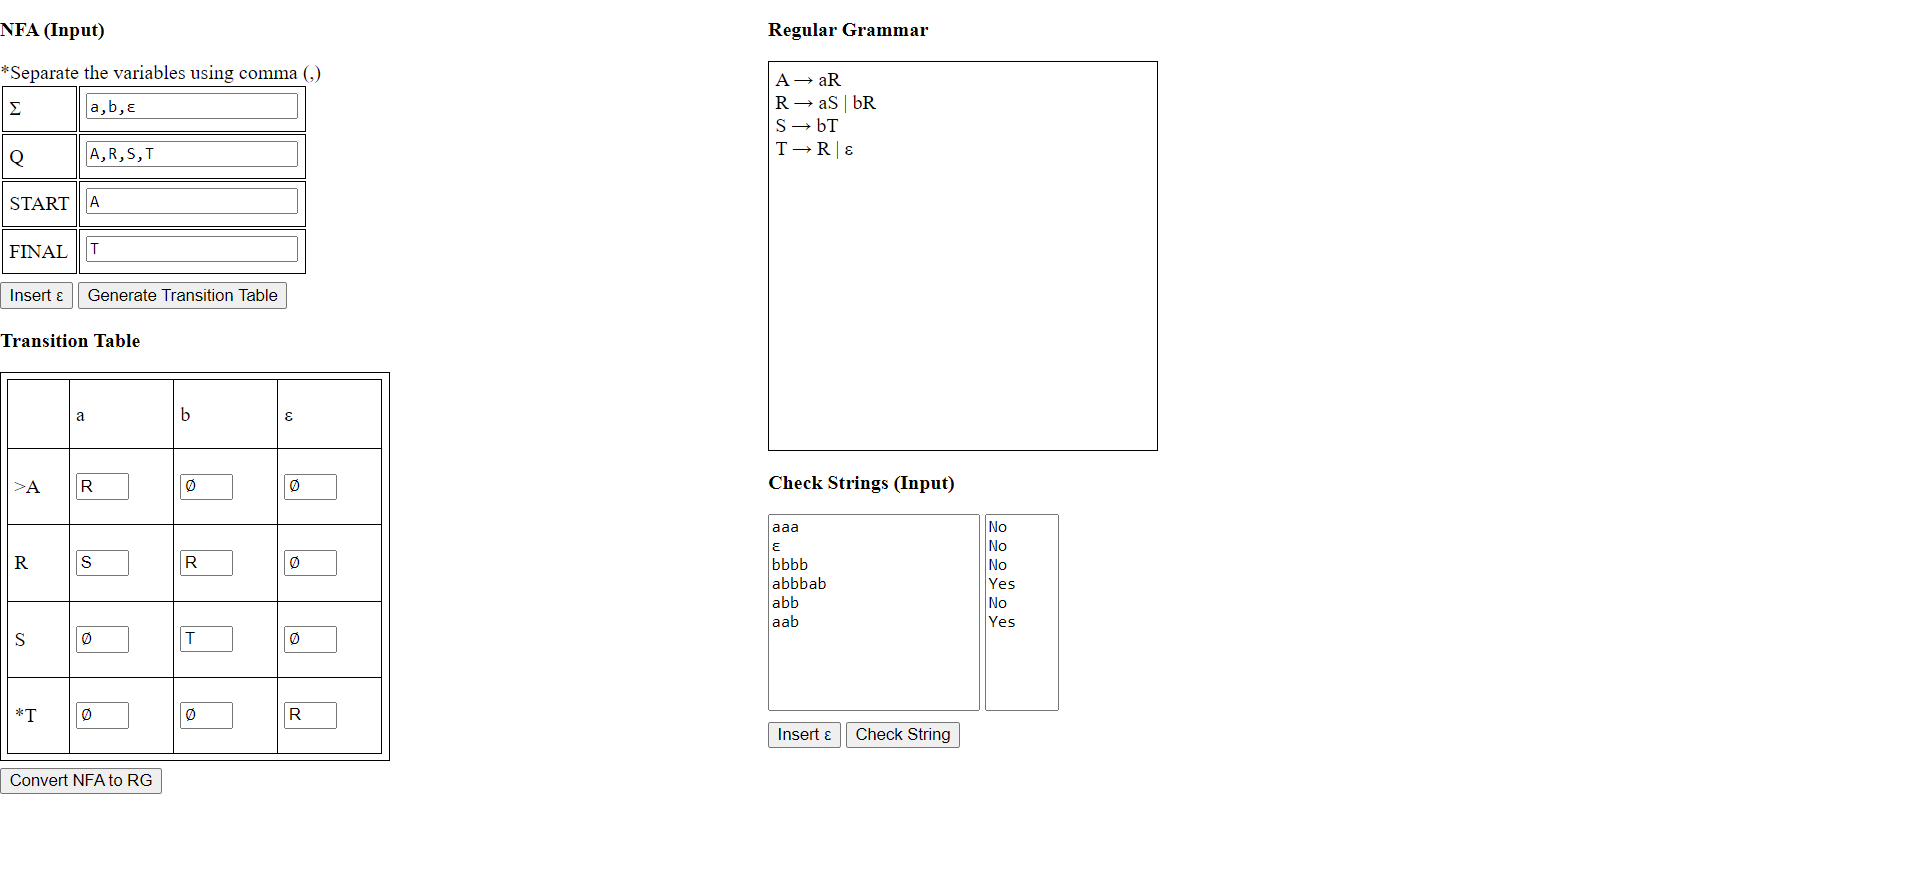 NFA (Input)
*Separate the variables using comma (,)
Σ a,b,ε
Q A,R,S,T
START A
FINAL T
Insert ε Generate Transition Table
Transition Table
a b ε
>A R Ø Ø
R S R Ø
S Ø T Ø
*T Ø Ø R
Convert NFA to RG
Regular Grammar
A → aR
R → aS | bR
S → bT
T → R | ε
Check Strings (Input)
aaa No
ε No
bbbb No
abbbab Yes
abb No
aab Yes
Insert ε Check String